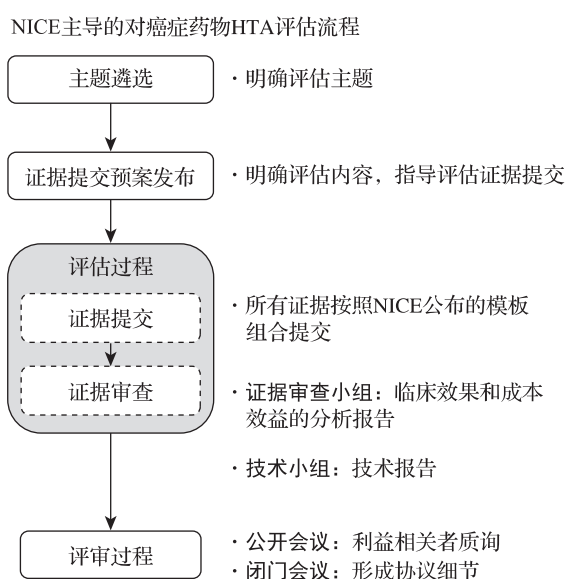 NICE主导的对癌症药物HTA评估流程
主题遴选
·明确评估主题
证据提交预案发布
·明确评估内容，指导评估证据提交
评估过程
证据提交
·所有证据按照NICE公布的模板
组合提交
证据审查
·证据审查小组：临床效果和成本
效益的分析报告
·技术小组：技术报告
评审过程
·公开会议：利益相关者质询
·闭门会议：形成协议细节